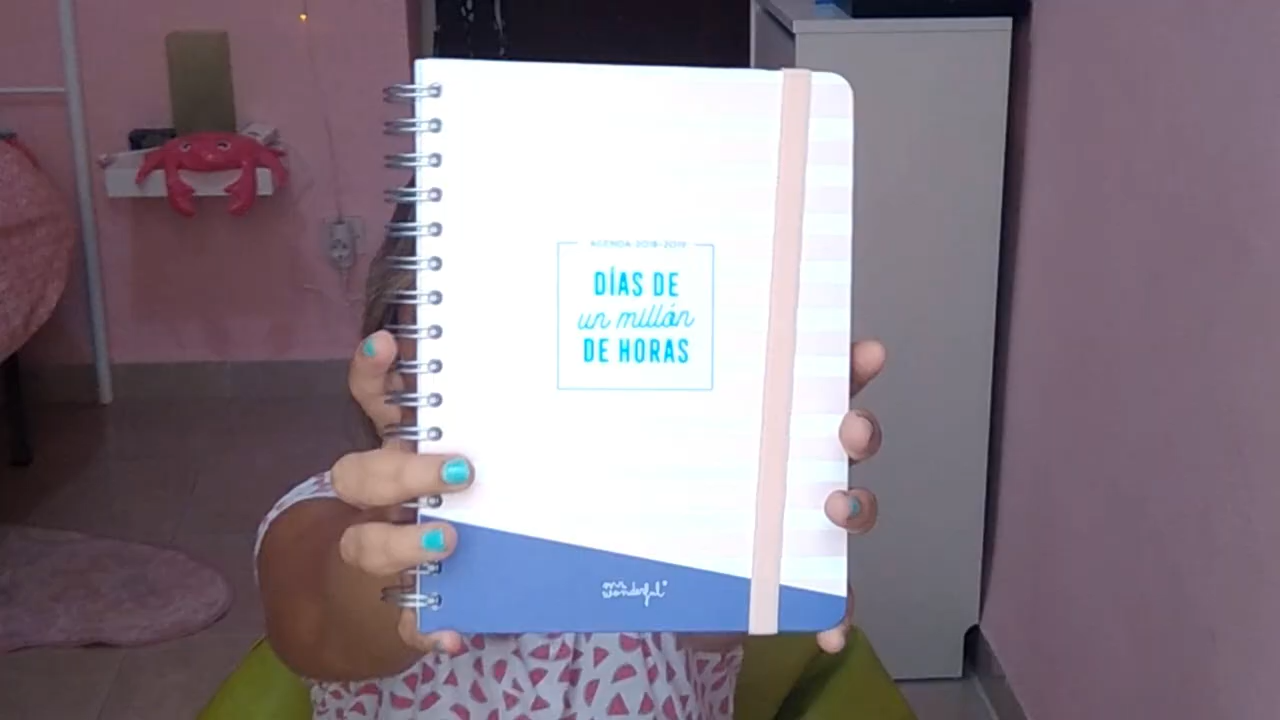 AGENDA 2018-2019
DÍAS DE
un millón
DE HORAS
mr.
wonderful*